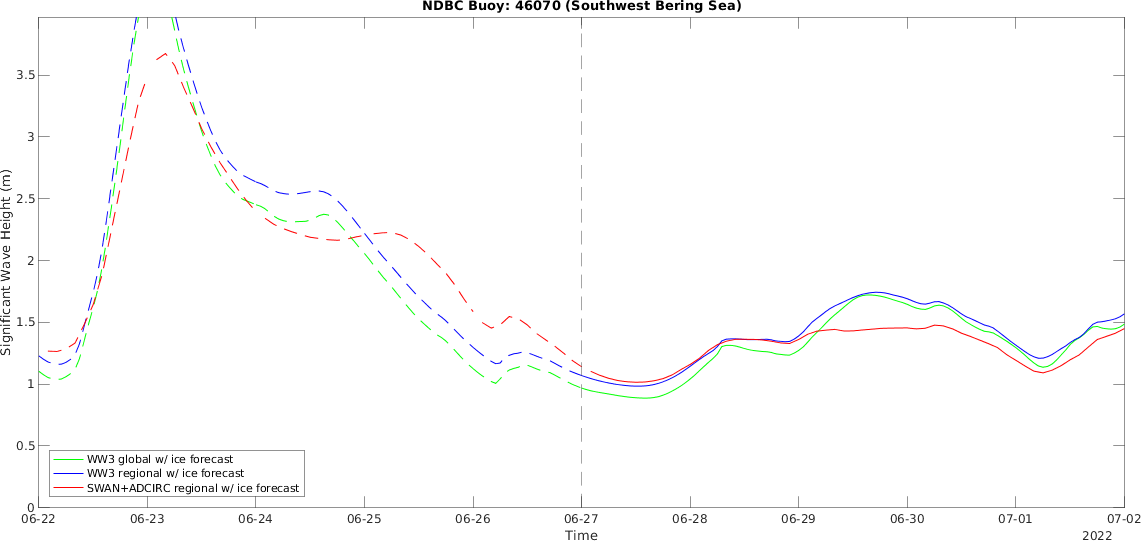 NDBC Buoy: 46070 (Southwest Bering Sea)
Significant Wave Height (m)
3.5
3
2.5
2
1.5
1
0.5
0
WW3 global w/ ice forecast
WW3 regional w/ ice forecast
SWAN+ADCIRC regional w/ ice forecast
06-22 06-23 06-24 06-25 06-26 06-27 06-28 06-29 06-30 07-01 07-02
Time
2022